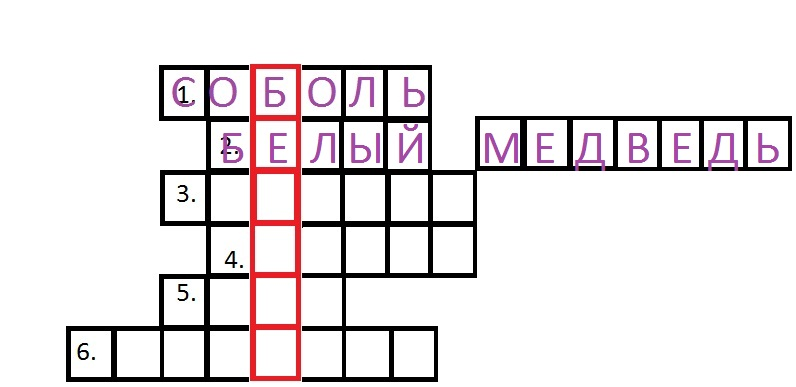 1. СОБОЛЬ
2. БЕЛЫЙ МЕДВЕДЬ
3.
4.
5.
6.